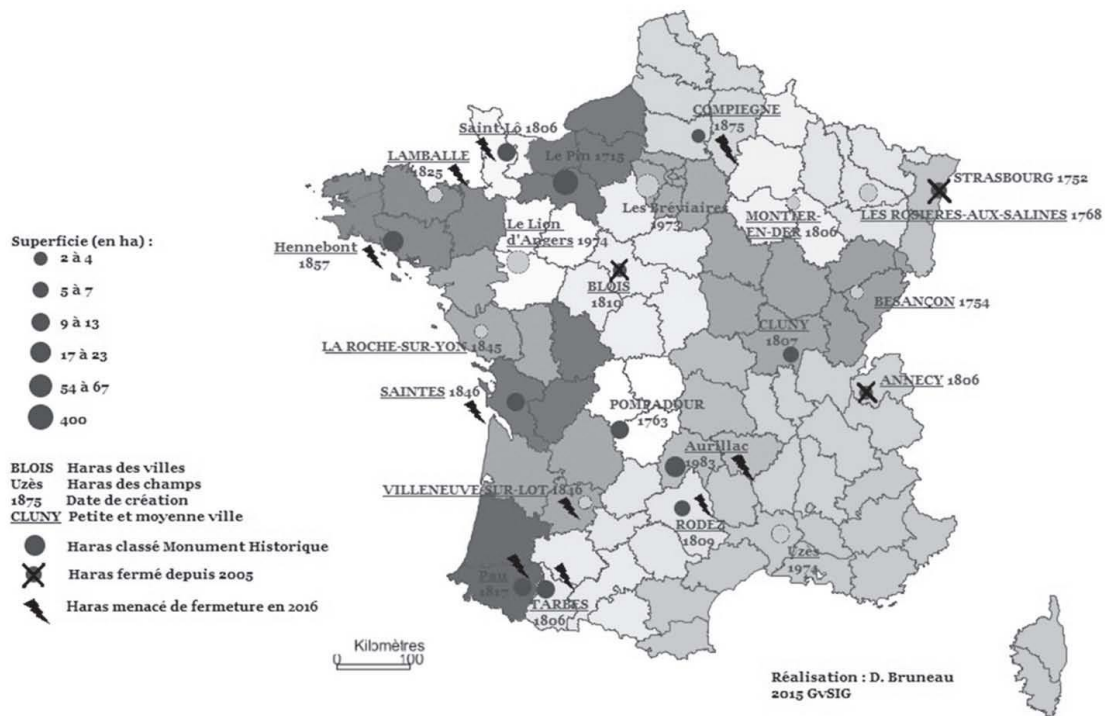 COMPIEGNE
1875
Saint-Lô 1806
LAMBALLE
1825
Le Pin 1715
STRASBOURG 1752
Les Bréviaires
1973
MONTIER-
EN-DER 1806
LES ROSIERES-AUX-SALINES 1768
Le Lion
d'Angers 1974
Hennebont
1857
BLOIS
1810
BESANÇON 1754
CLUNY
1807
LA ROCHE-SUR-YON 1845
SAINTES 1846
ANNECY 1806
POMPADOUR
1763
Aurillac
1983
VILLENEUVE-SUR-LOT 1846
RODEZ
1809
Uzès
1974
Pau
1817
TARBES
1806
Superficie (en ha) :
2 à 4
5 à 7
9 à 13
17 à 23
54 à 67
400
BLOIS Haras des villes
Uzès Haras des champs
1875 Date de création
CLUNY Petite et moyenne ville
Haras classé Monument Historique
Haras fermé depuis 2005
Haras menacé de fermeture en 2016
Kilomètres
0 100
Réalisation : D. Bruneau
2015 GvSIG